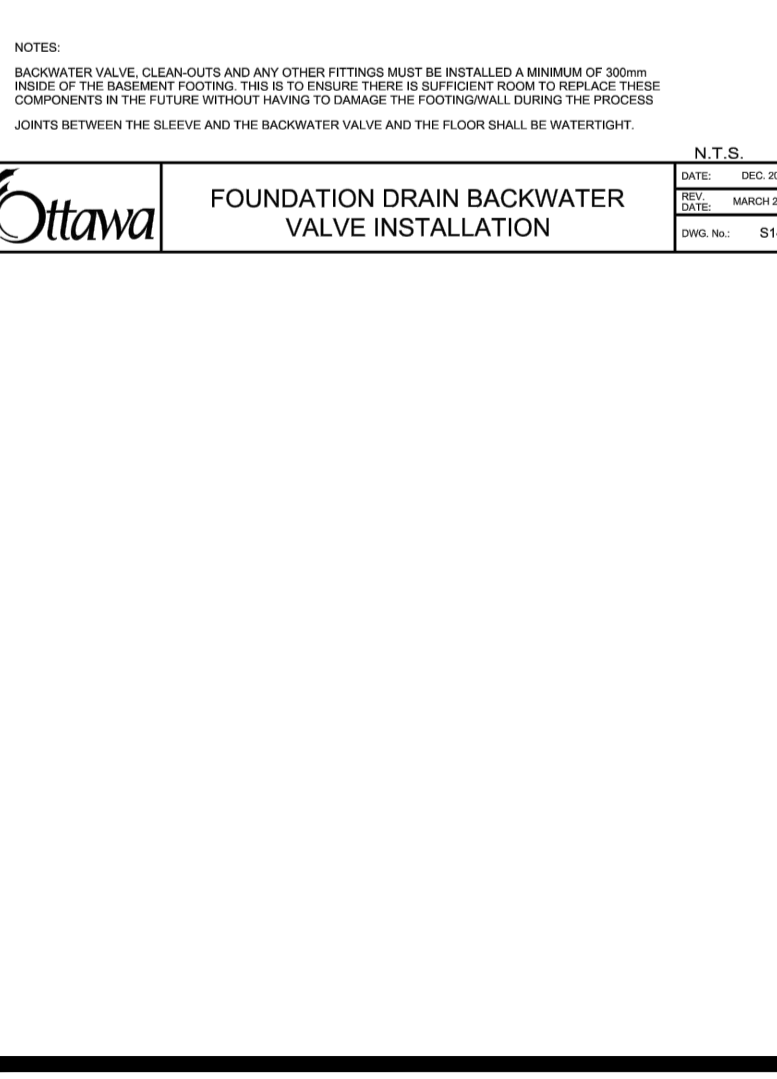 NOTES:
BACKWATER VALVE, CLEAN-OUTS AND ANY OTHER FITTINGS MUST BE INSTALLED A MINIMUM OF 300mm
INSIDE OF THE BASEMENT FOOTING. THIS IS TO ENSURE THERE IS SUFFICIENT ROOM TO REPLACE THESE
COMPONENTS IN THE FUTURE WITHOUT HAVING TO DAMAGE THE FOOTING/WALL DURING THE PROCESS
JOINTS BETWEEN THE SLEEVE AND THE BACKWATER VALVE AND THE FLOOR SHALL BE WATERTIGHT.
N.T.S.
Ottawa
FOUNDATION DRAIN BACKWATER
VALVE INSTALLATION
DATE: DEC.
REV.
DATE: MARCH
DWG. No.: